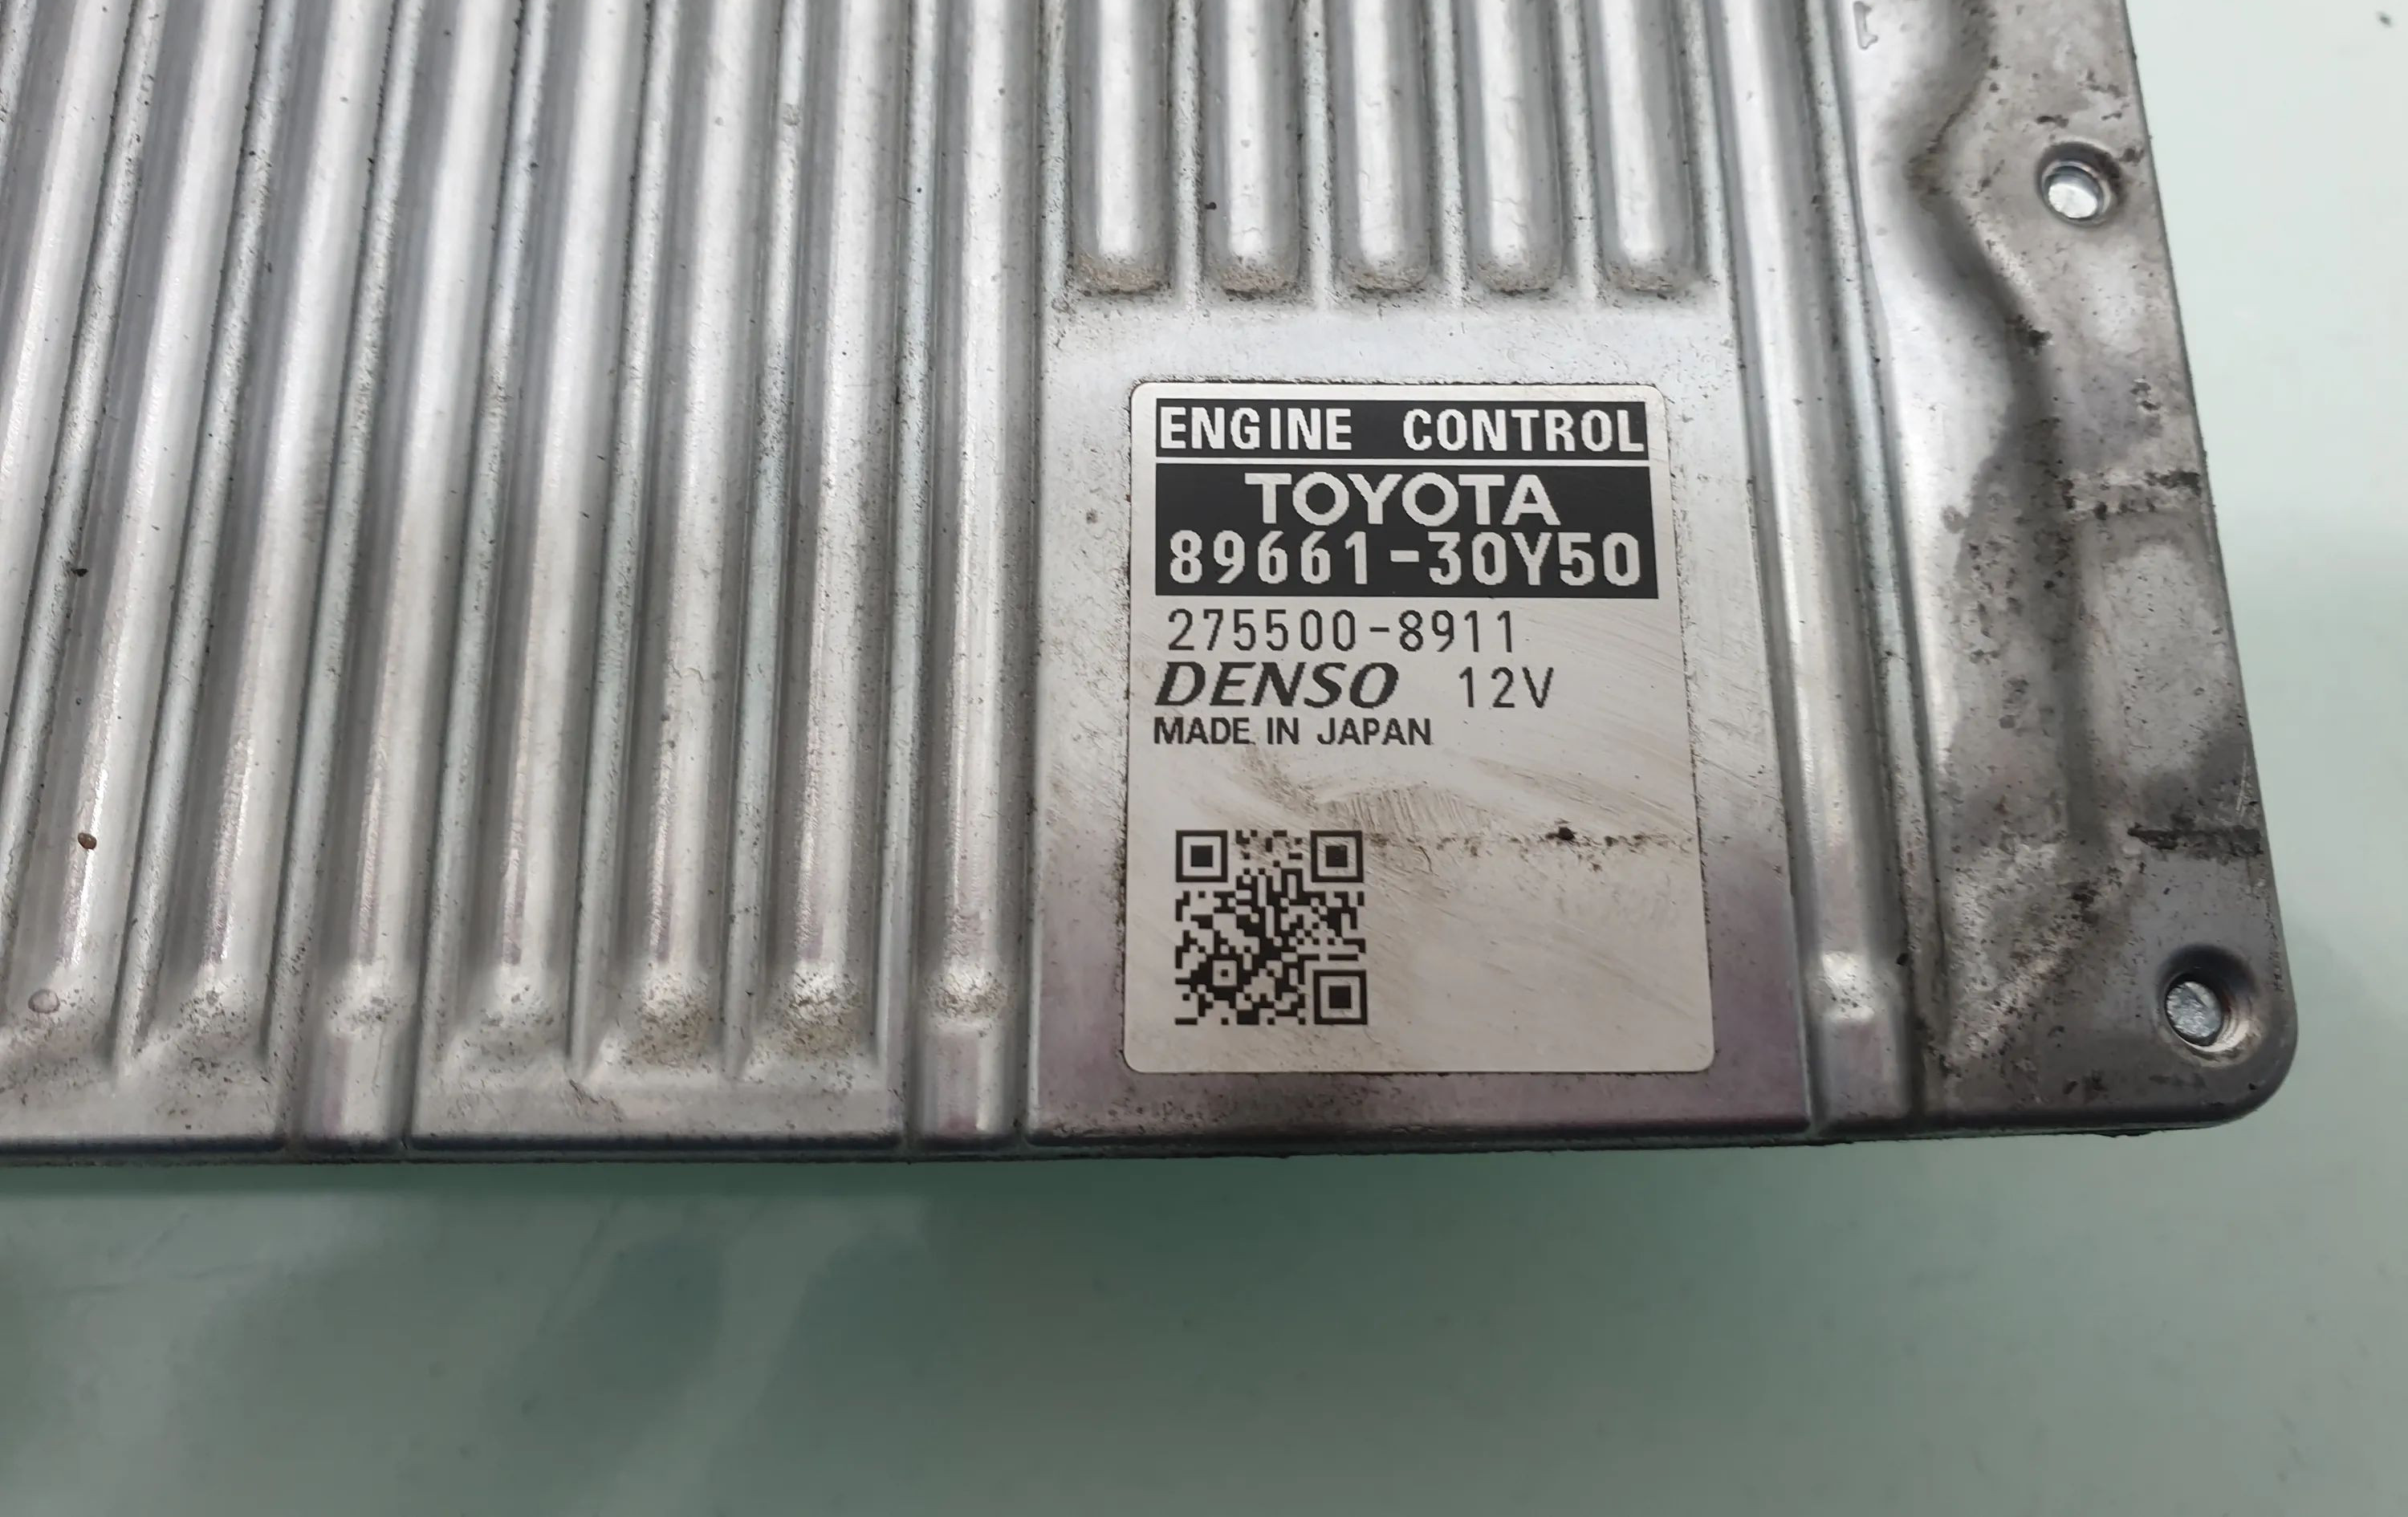 ENGINE CONTROL
TOYOTA
89661-30Y50
275500-8911
DENSO 12V
MADE IN JAPAN